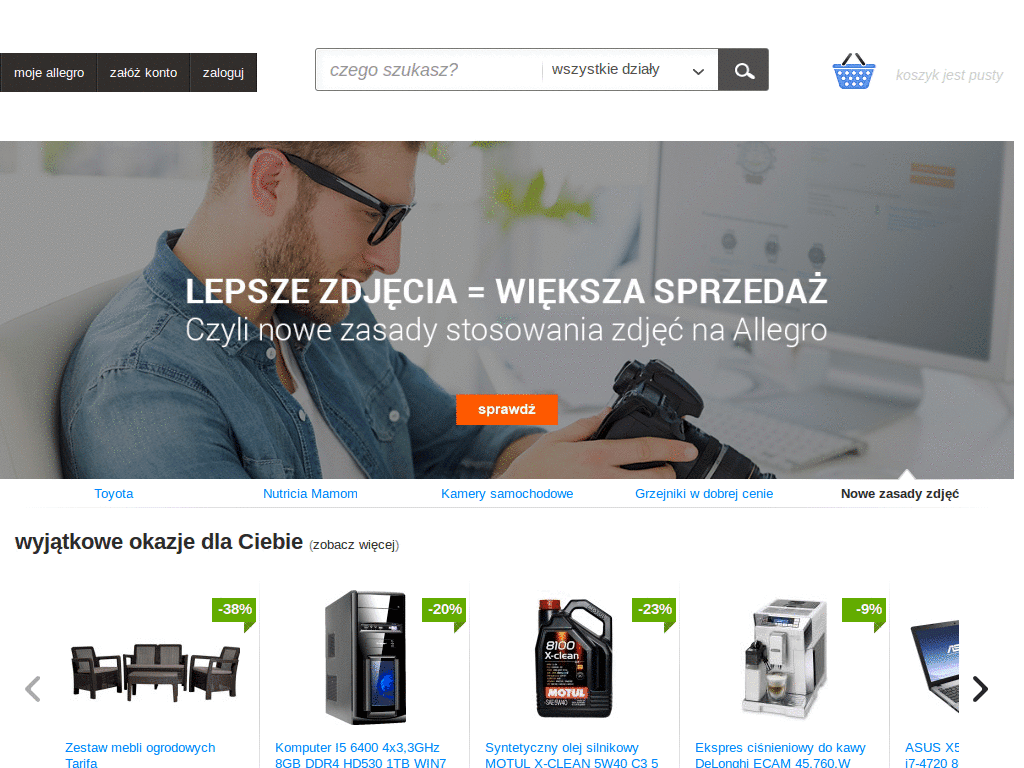 moje allegro
załóż konto
zaloguj
czego szukasz?
wszystkie działy
koszyk jest pusty
LEPSZE ZDJĘCIA = WIĘKSZA SPRZEDAŻ
Czyli nowe zasady stosowania zdjęć na Allegro
sprawdź
Toyota
Nutricia Mamom
Kamery samochodowe
Grzejniki w dobrej cenie
Nowe zasady zdjęć
wyjątkowe okazje dla Ciebie (zobacz więcej)
-38%
-20%
-23%
-9%
8100
X-clean
MOTUL
SAE 5W40
Zestaw mebli ogrodowych
Tarifa
Komputer I5 6400 4x3,3GHz
8GB DDR4 HD530 1TB WIN7
Syntetyczny olej silnikowy
MOTUL X-CLEAN 5W40 C3 5
Ekspres ciśnieniowy do kawy
DeLonghi ECAM 45.760.W
ASUS X5
i7-4720 8